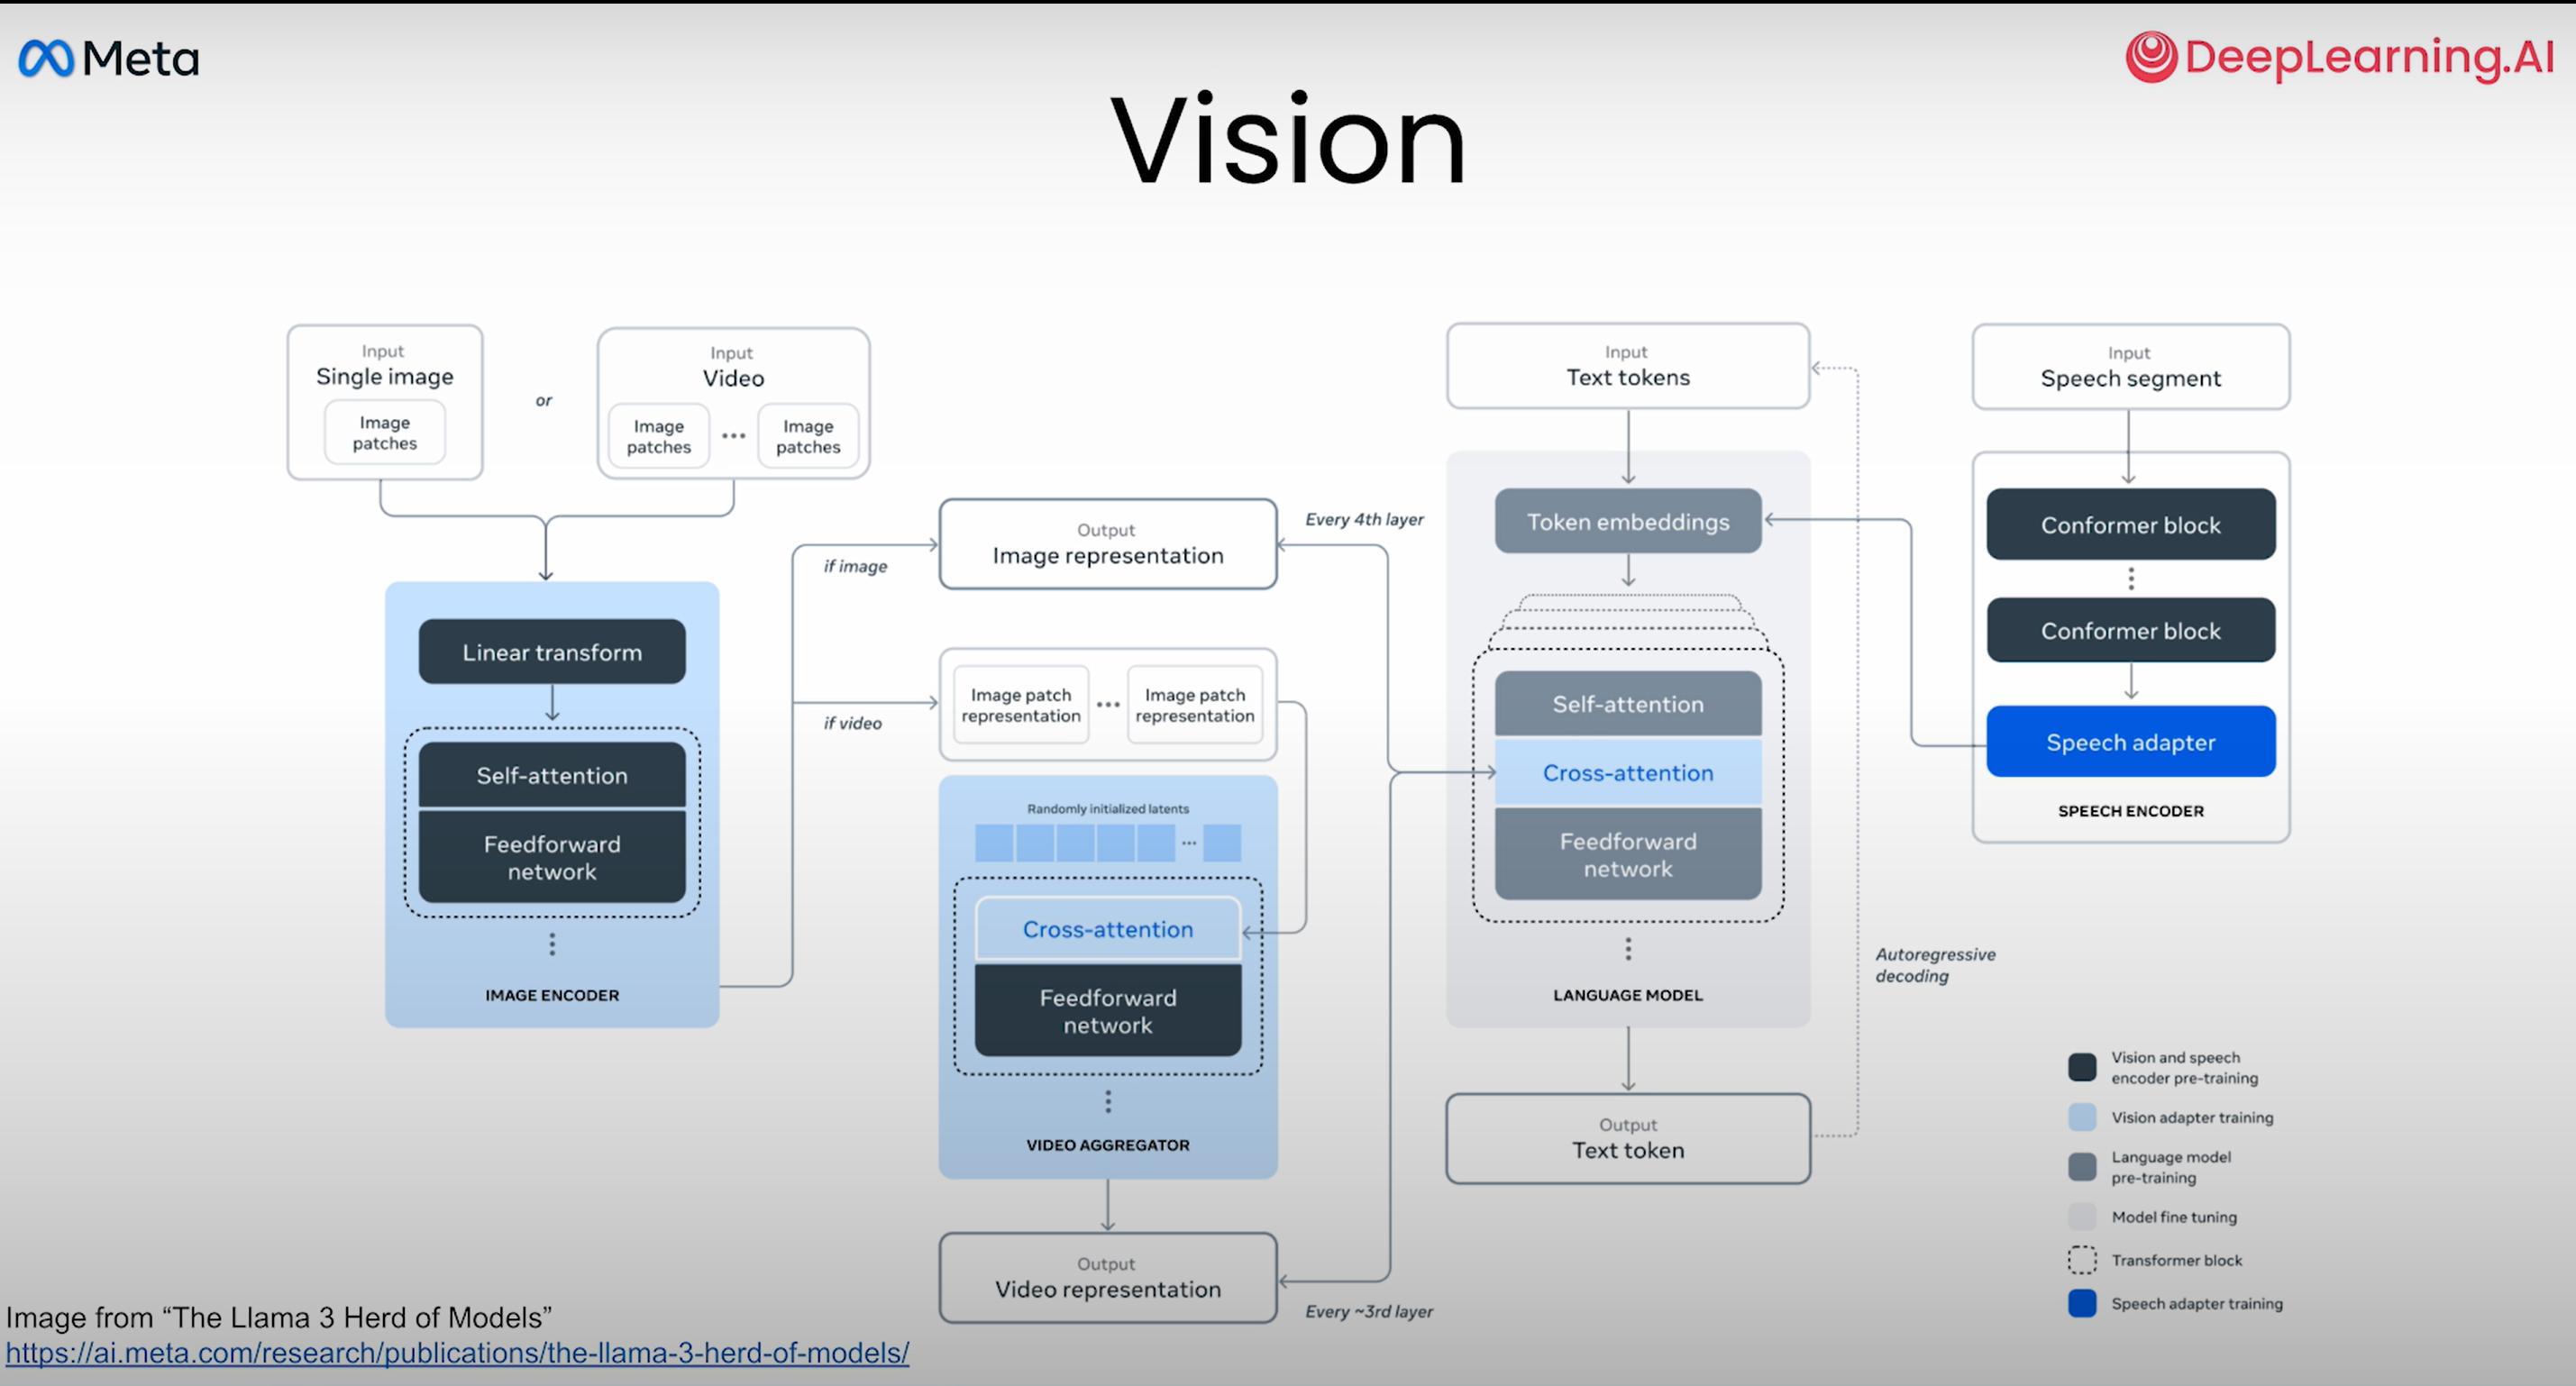 Meta
DeepLearning.AI
Vision
Input
Single image
Image
patches
or
Input
Video
Image
patches
...
Image
patches
Linear transform
Self-attention
Feedforward
network
IMAGE ENCODER
if image
if video
Output
Image representation
Image patch
representation
...
Image patch
representation
Randomly initialized latents
...
Cross-attention
Feedforward
network
VIDEO AGGREGATOR
Output
Video representation
Every 4th layer
Every ~3rd layer
Input
Text tokens
Token embeddings
Self-attention
Cross-attention
Feedforward
network
LANGUAGE MODEL
Output
Text token
Autoregressive
decoding
Input
Speech segment
Conformer block
Conformer block
Speech adapter
SPEECH ENCODER
Vision and speech
encoder pre-training
Vision adapter training
Language model
pre-training
Model fine tuning
Transformer block
Speech adapter training
Image from “The Llama 3 Herd of Models”
https://ai.meta.com/research/publications/the-llama-3-herd-of-models/